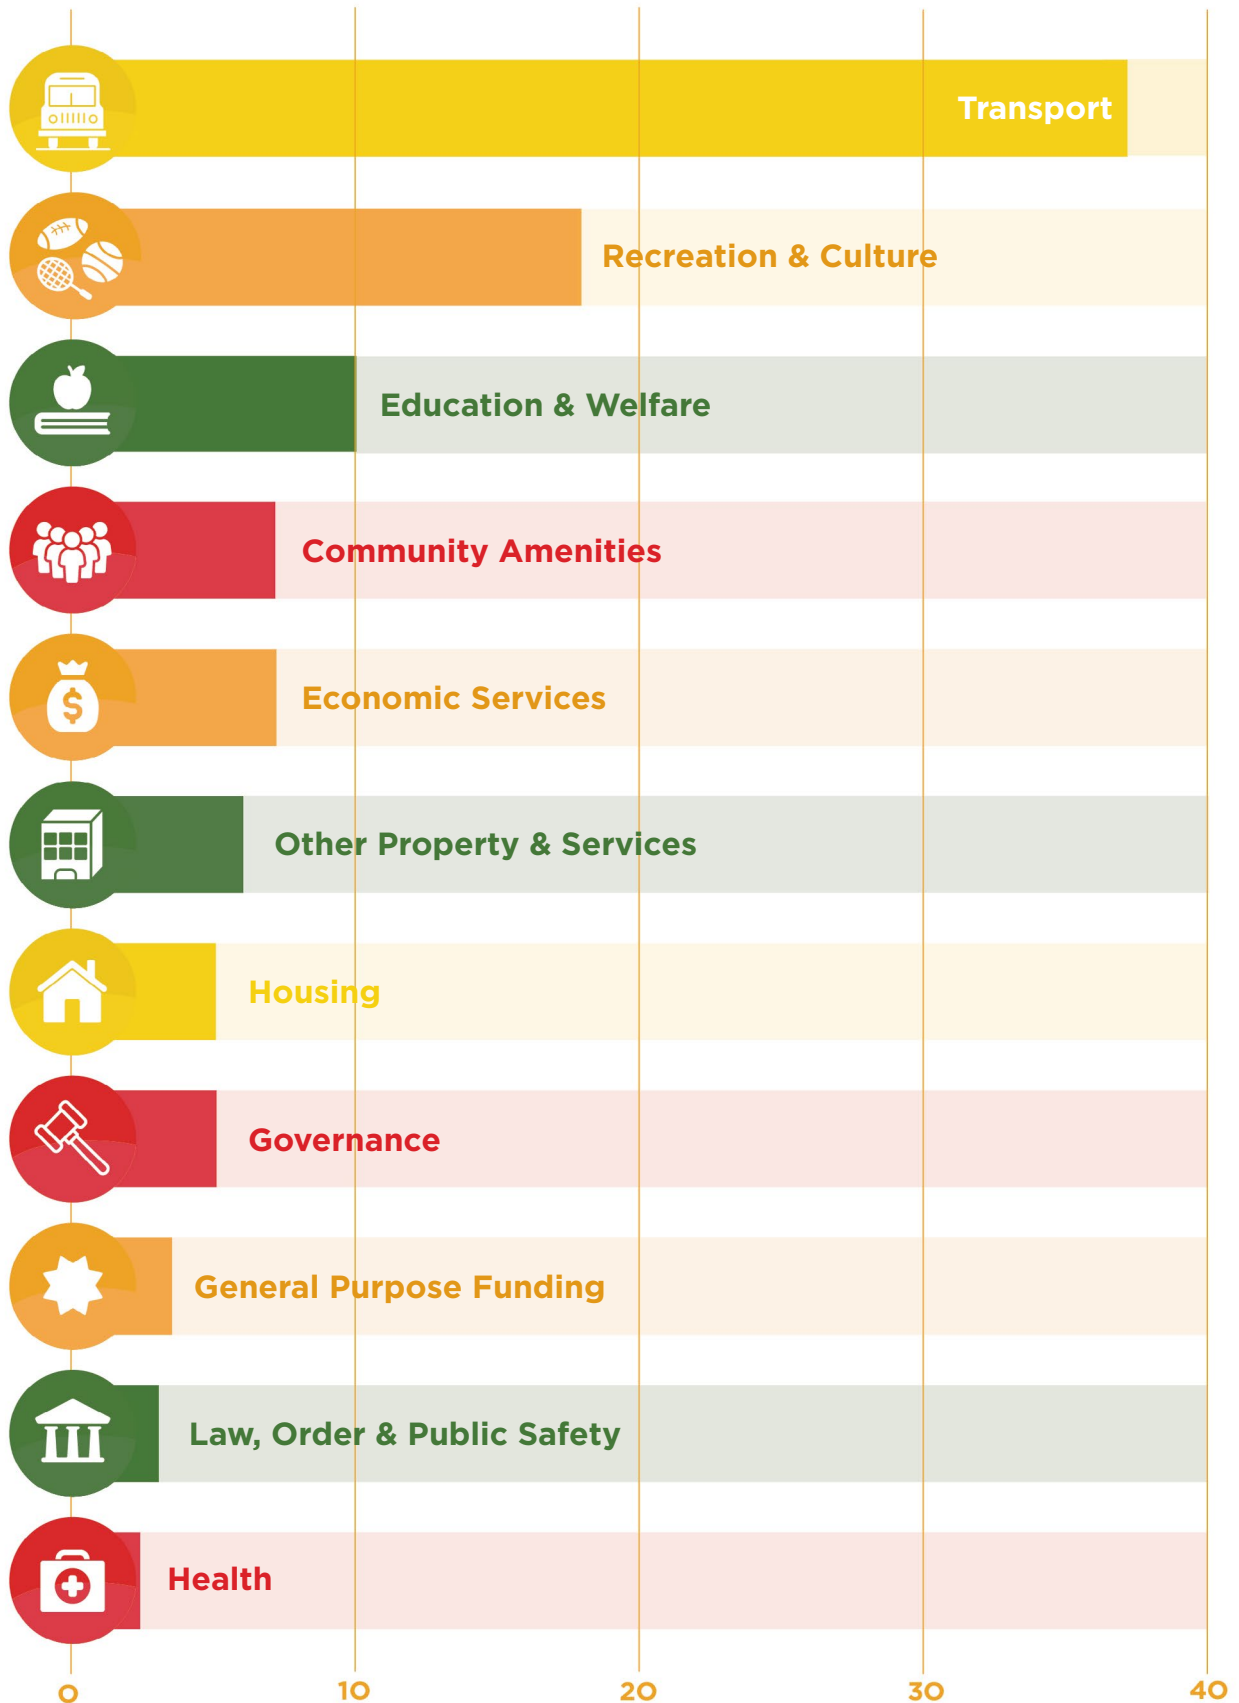 Transport
Recreation & Culture
Education & Welfare
Community Amenities
Economic Services
$
Other Property & Services
Housing
Governance
General Purpose Funding
Law, Order & Public Safety
Health
0 10 20 30 40